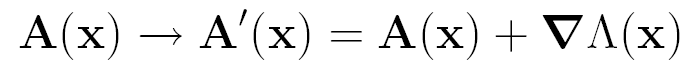 𝐀(𝐱) → 𝐀′(𝐱) = 𝐀(𝐱) + 𝛁Λ(𝐱)